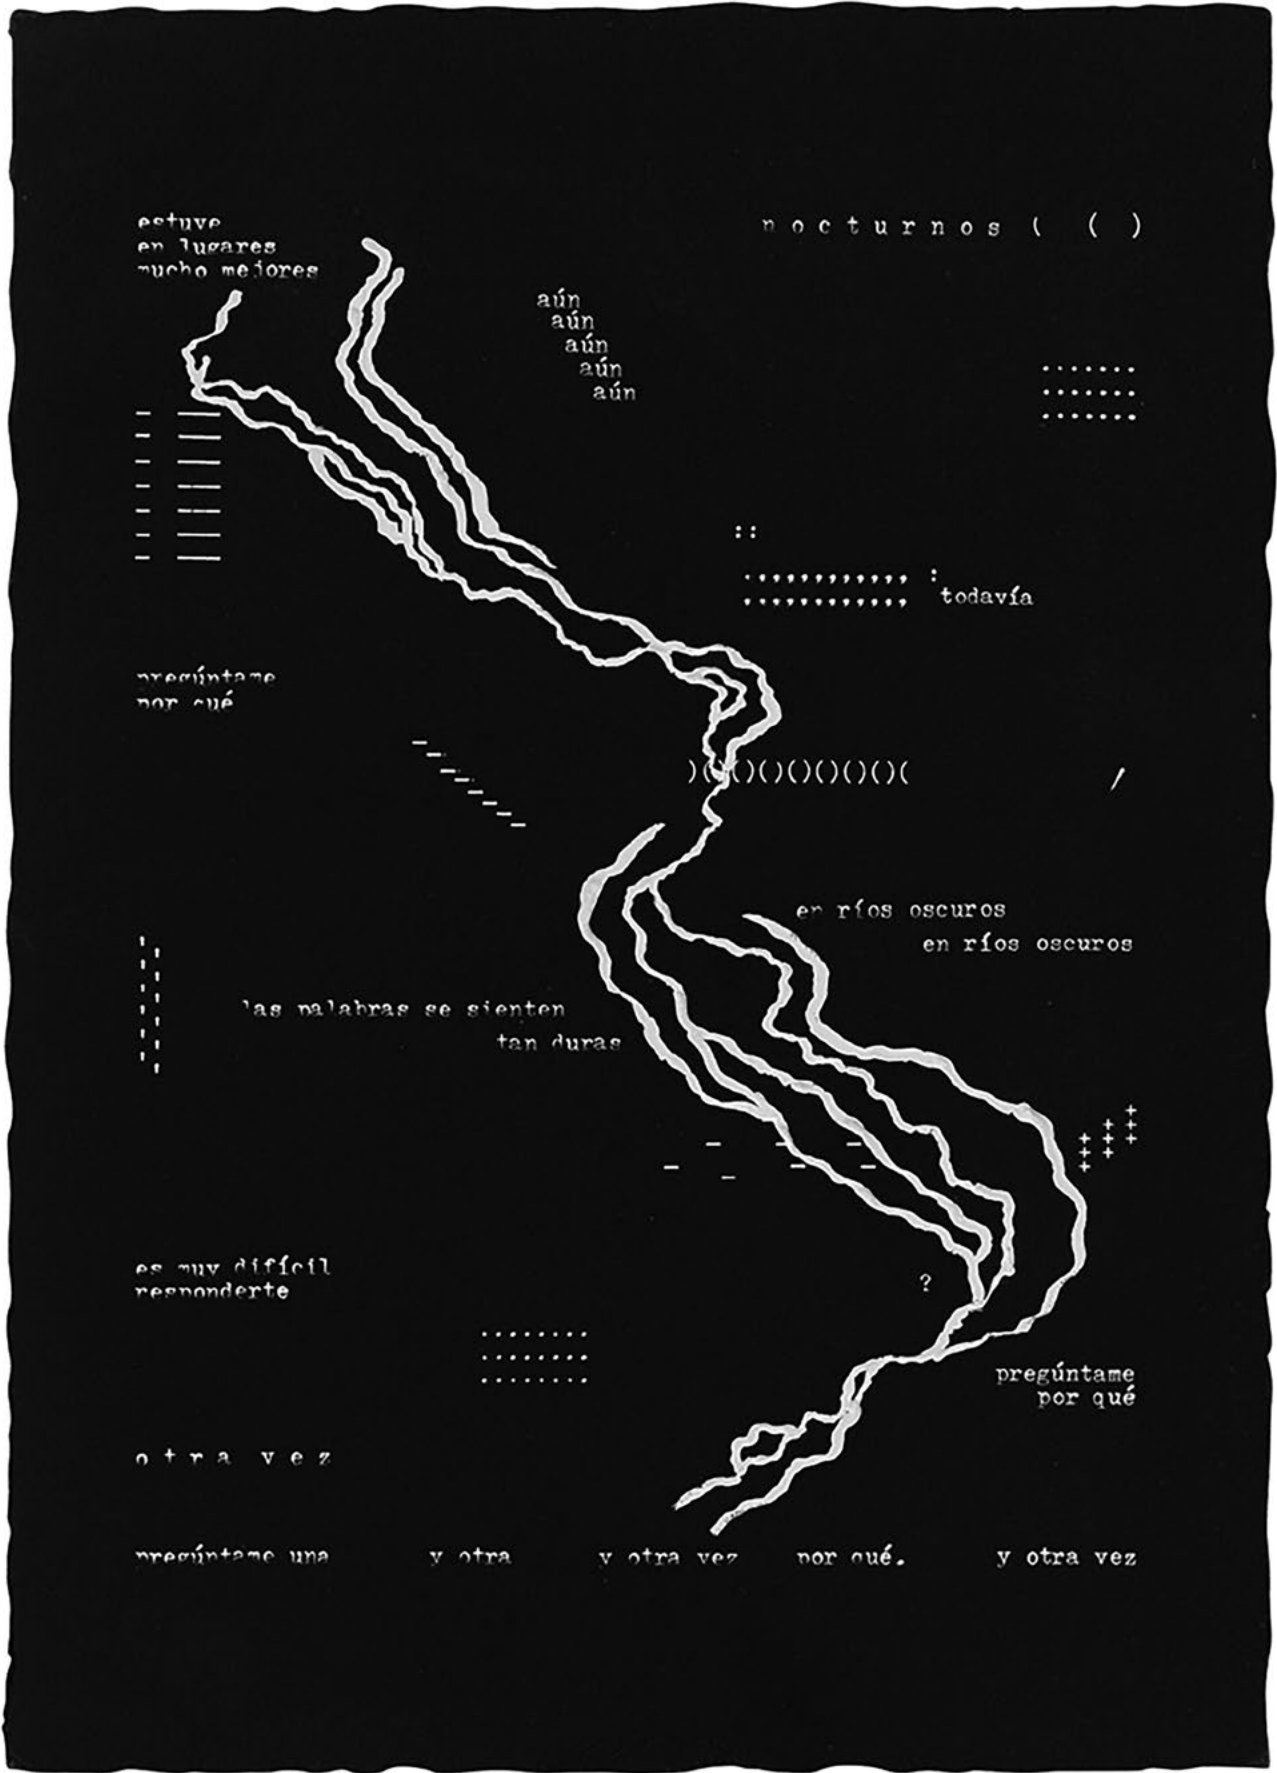 estuve
en lugares
mucho mejores
nocturnos ( ( )
aún
aún
aún
aún
aún
::
,,,,,,,,,,,, :
,,,,,,,,,,,, todavía
pregúntame
por qué
)()()()()()()()(
/
en ríos oscuros
en ríos oscuros
las palabras se sienten
tan duras
es muy difícil
responderte
?
pregúntame
por qué
otra vez
pregúntame una y otra y otra vez por qué. y otra vez